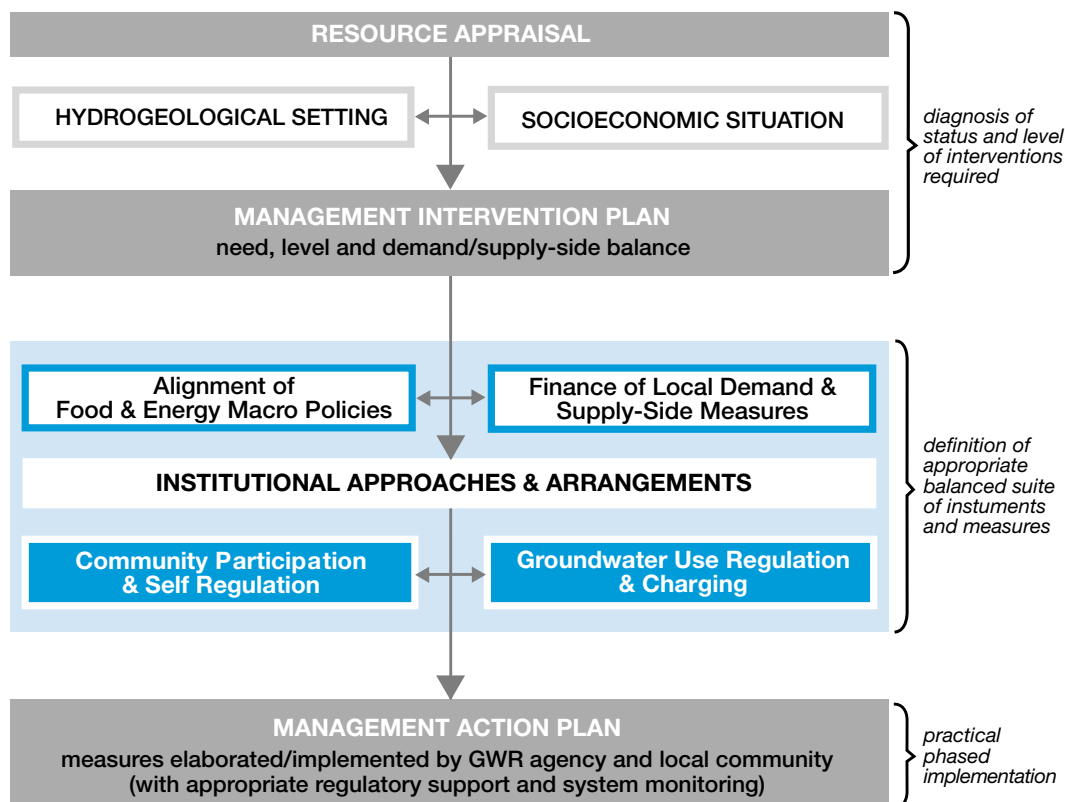 RESOURCE APPRAISAL
HYDROGEOLOGICAL SETTING
SOCIOECONOMIC SITUATION
diagnosis of
status and level
of interventions
required
MANAGEMENT INTERVENTION PLAN
need, level and demand/supply-side balance
Alignment of
Food & Energy Macro Policies
Finance of Local Demand &
Supply-Side Measures
INSTITUTIONAL APPROACHES & ARRANGEMENTS
definition of
appropriate
balanced suite
of instuments
and measures
Community Participation
& Self Regulation
Groundwater Use Regulation
& Charging
MANAGEMENT ACTION PLAN
measures elaborated/implemented by GWR agency and local community
(with appropriate regulatory support and system monitoring)
practical
phased
implementation